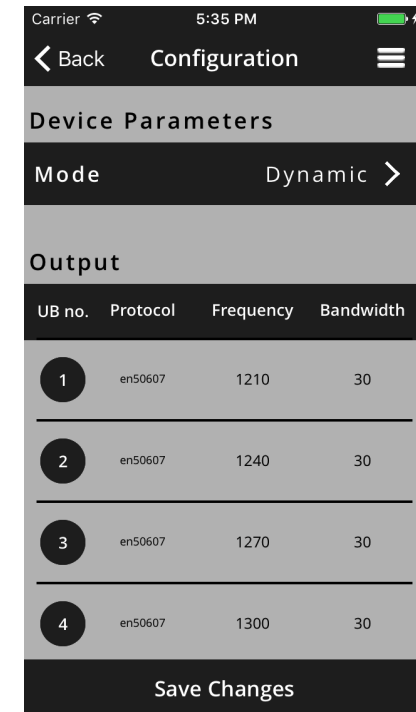 Carrier 5:35 PM
Back Configuration
Device Parameters
Mode Dynamic
Output
UB no. Protocol Frequency Bandwidth
1 en50607 1210 30
2 en50607 1240 30
3 en50607 1270 30
4 en50607 1300 30
Save Changes